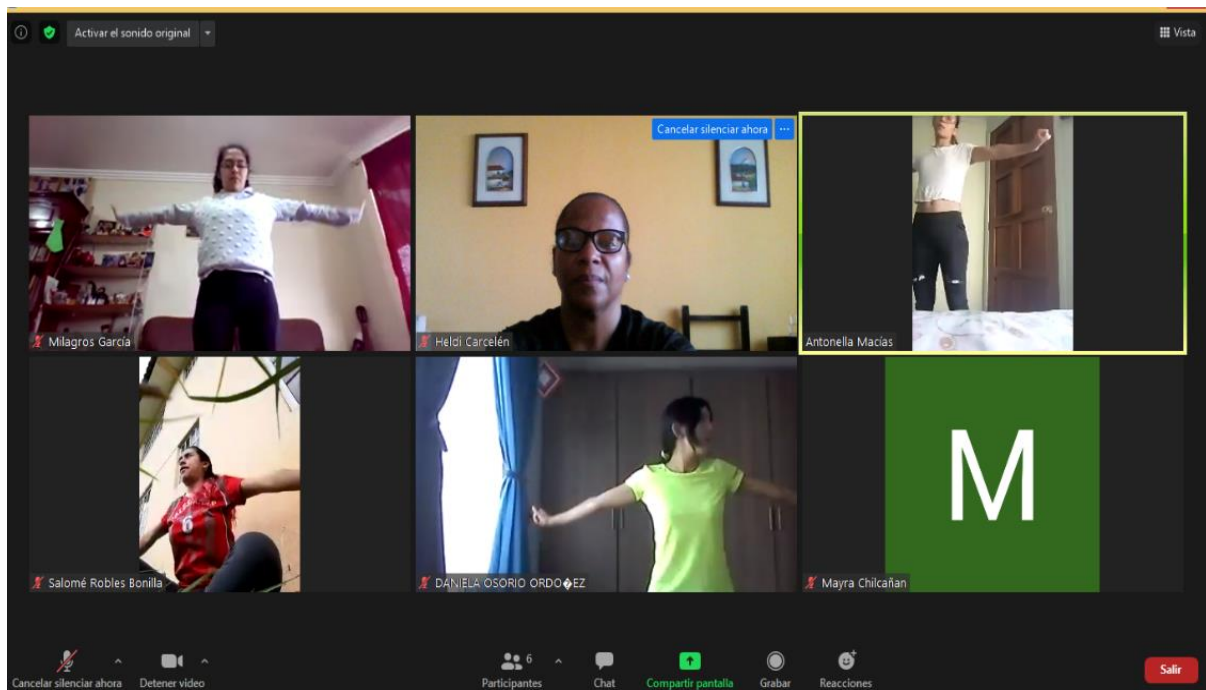 Activar el sonido original
Vista
Cancelar silenciar ahora
Milagros García
Heldi Carcelén
Antonella Macías
6
Salomé Robles Bonilla
DANIELA OSORIO ORDO�EZ
M
Mayra Chilcañan
Cancelar silenciar ahora
Detener video
6
Participantes
Chat
Compartir pantalla
Grabar
Reacciones
Salir